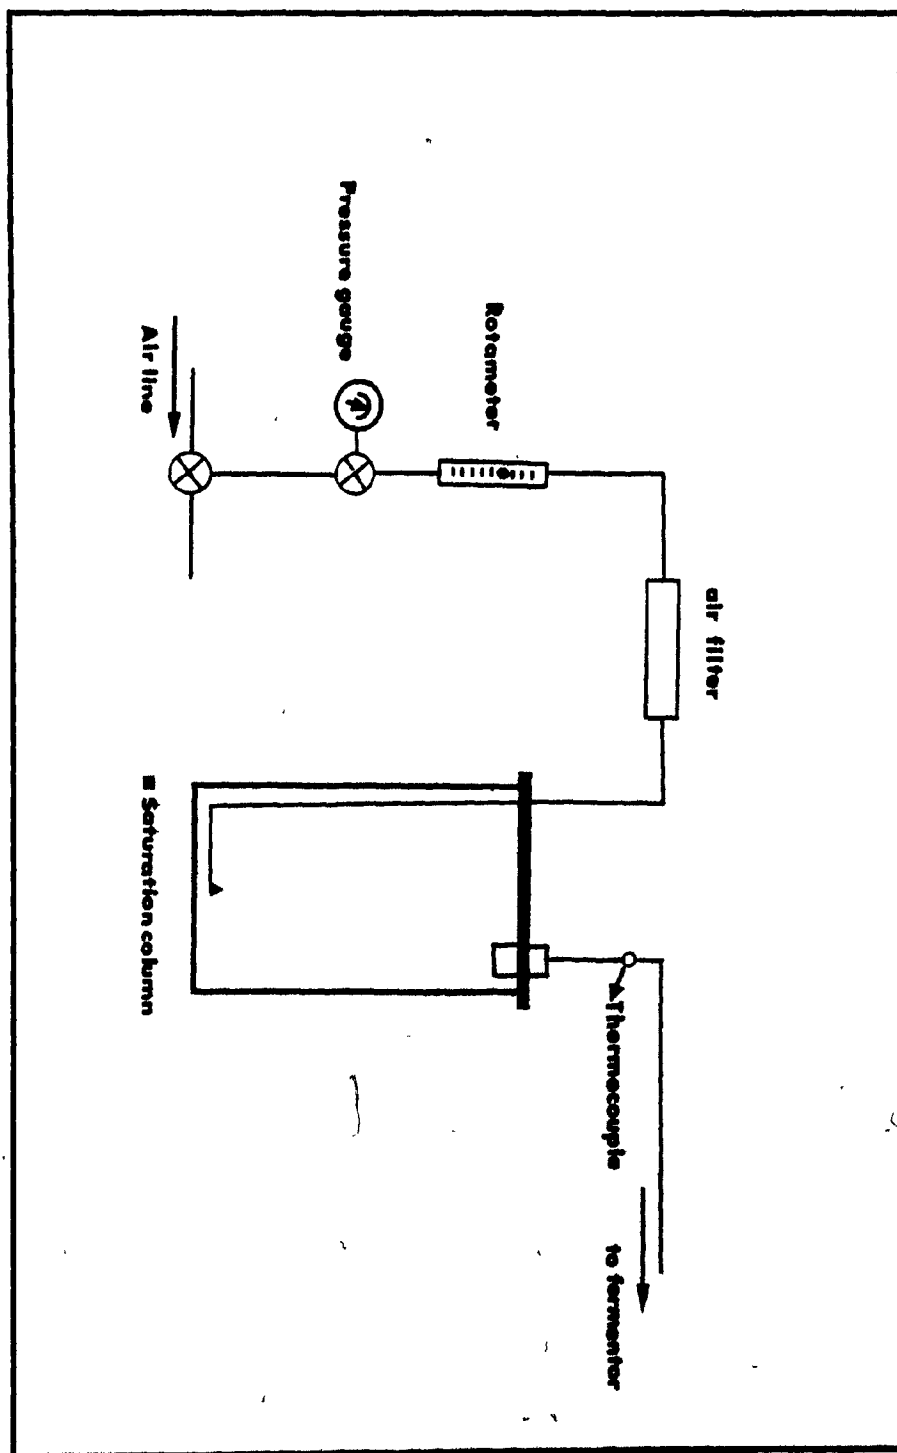 air filter
Rotameter
Pressure gauge
Air line
Thermocouple
to fermentor
Saturation column